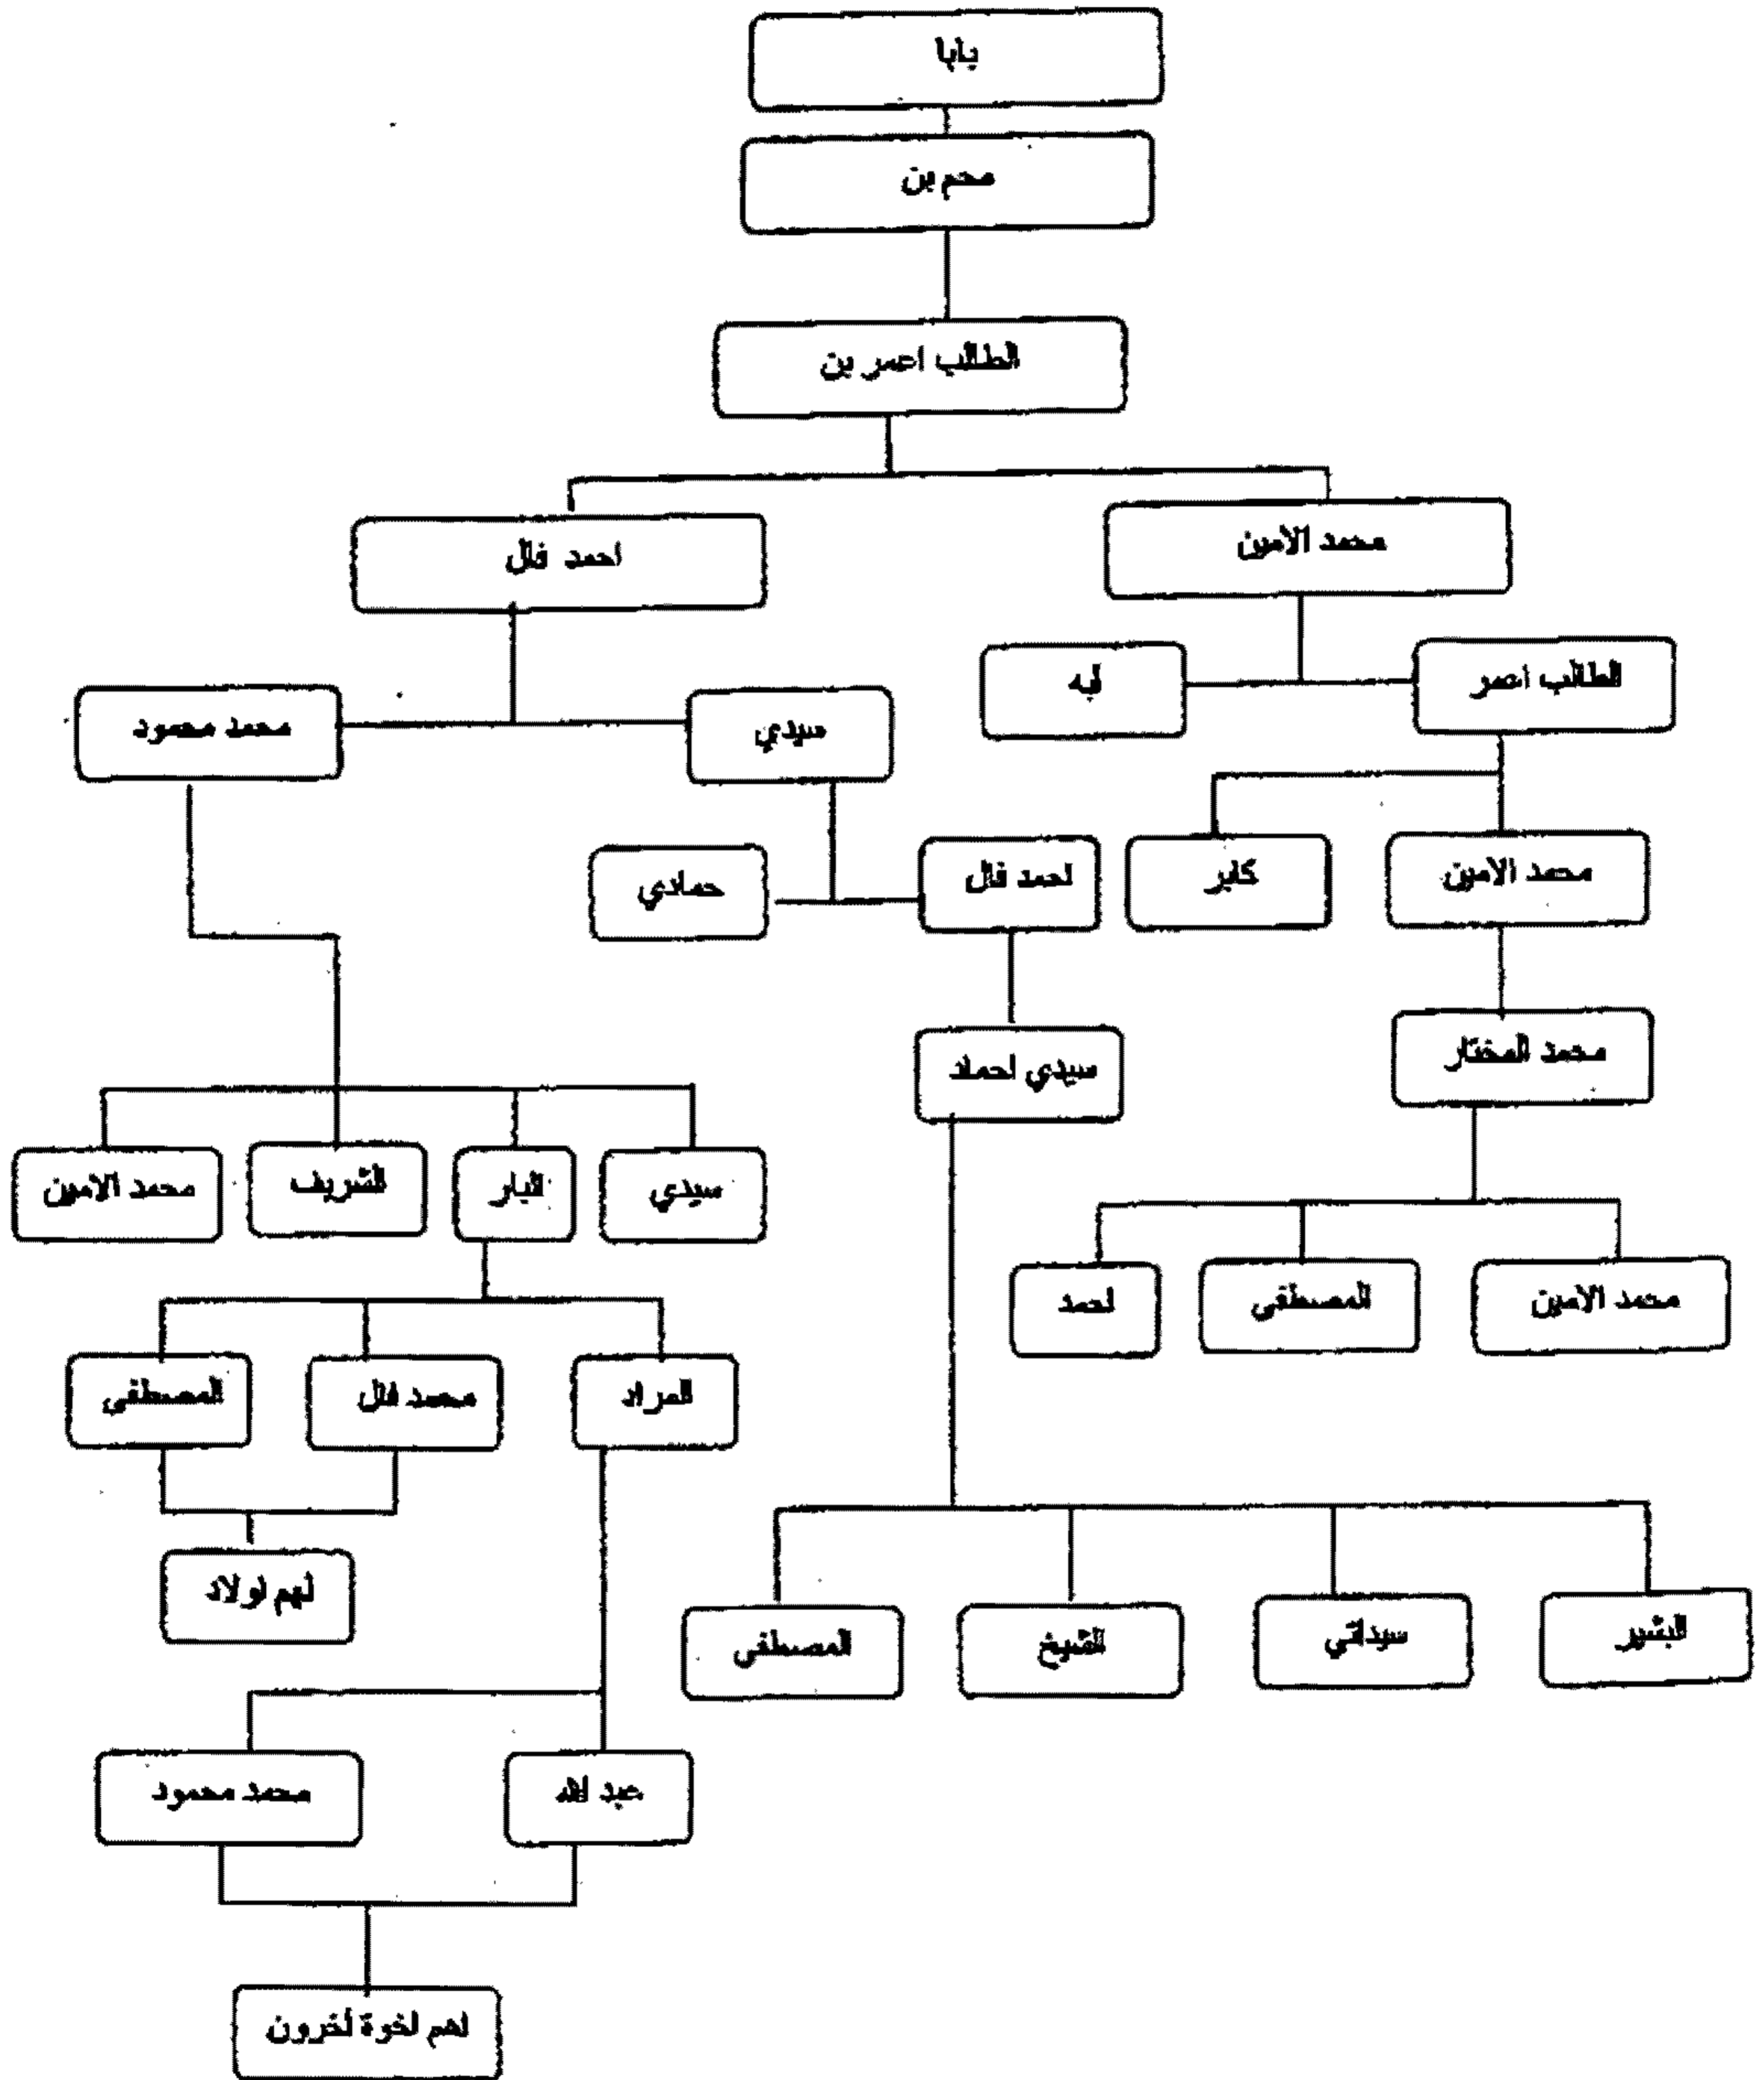 بابا
محم بن
الطالب اعمر بن
محمد الامين
احمد فال
الطالب اعمر
لبه
سيدي
محمد محمود
محمد الامين
كابر
احمد فال
حمادي
محمد المختار
سيدي احماد
سيدي
البار
الشريف
محمد الامين
محمد الامين
المصطفى
احمد
المراد
محمد فال
المصطفى
لهم اولاد
البشير
سيداتي
الشيخ
المصطفى
عبد الله
محمد محمود
لهم اخوة اخرون